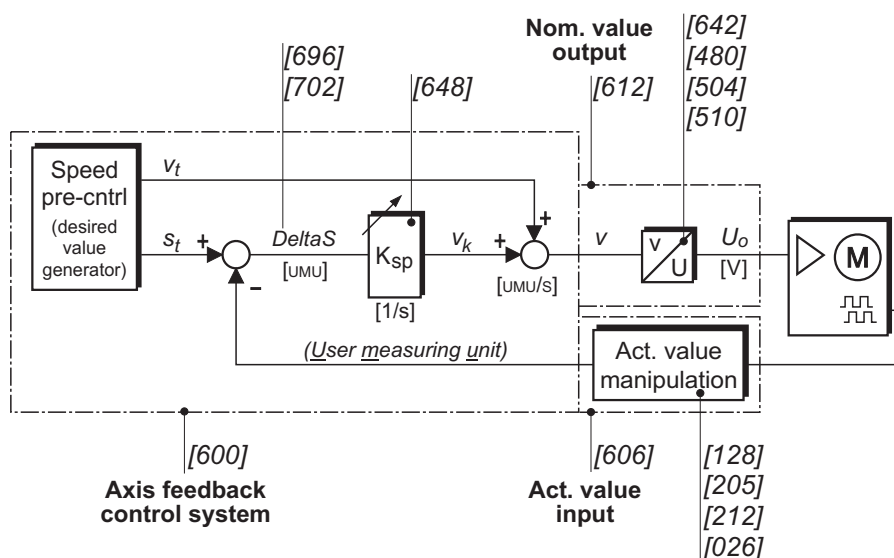 Nom. value
output
[642]
[480]
[504]
[510]
[696]
[702]
[648]
[612]
Speed
pre-cntrl
(desired
value
generator)
v_t
s_t
+
−
DeltaS
[UMU]
K_sp
[1/s]
v_k
+
+
[UMU/s]
v
v
U
U_o
[V]
M
(User measuring unit)
Act. value
manipulation
[600]
Axis feedback
control system
[606]
Act. value
input
[128]
[205]
[212]
[026]